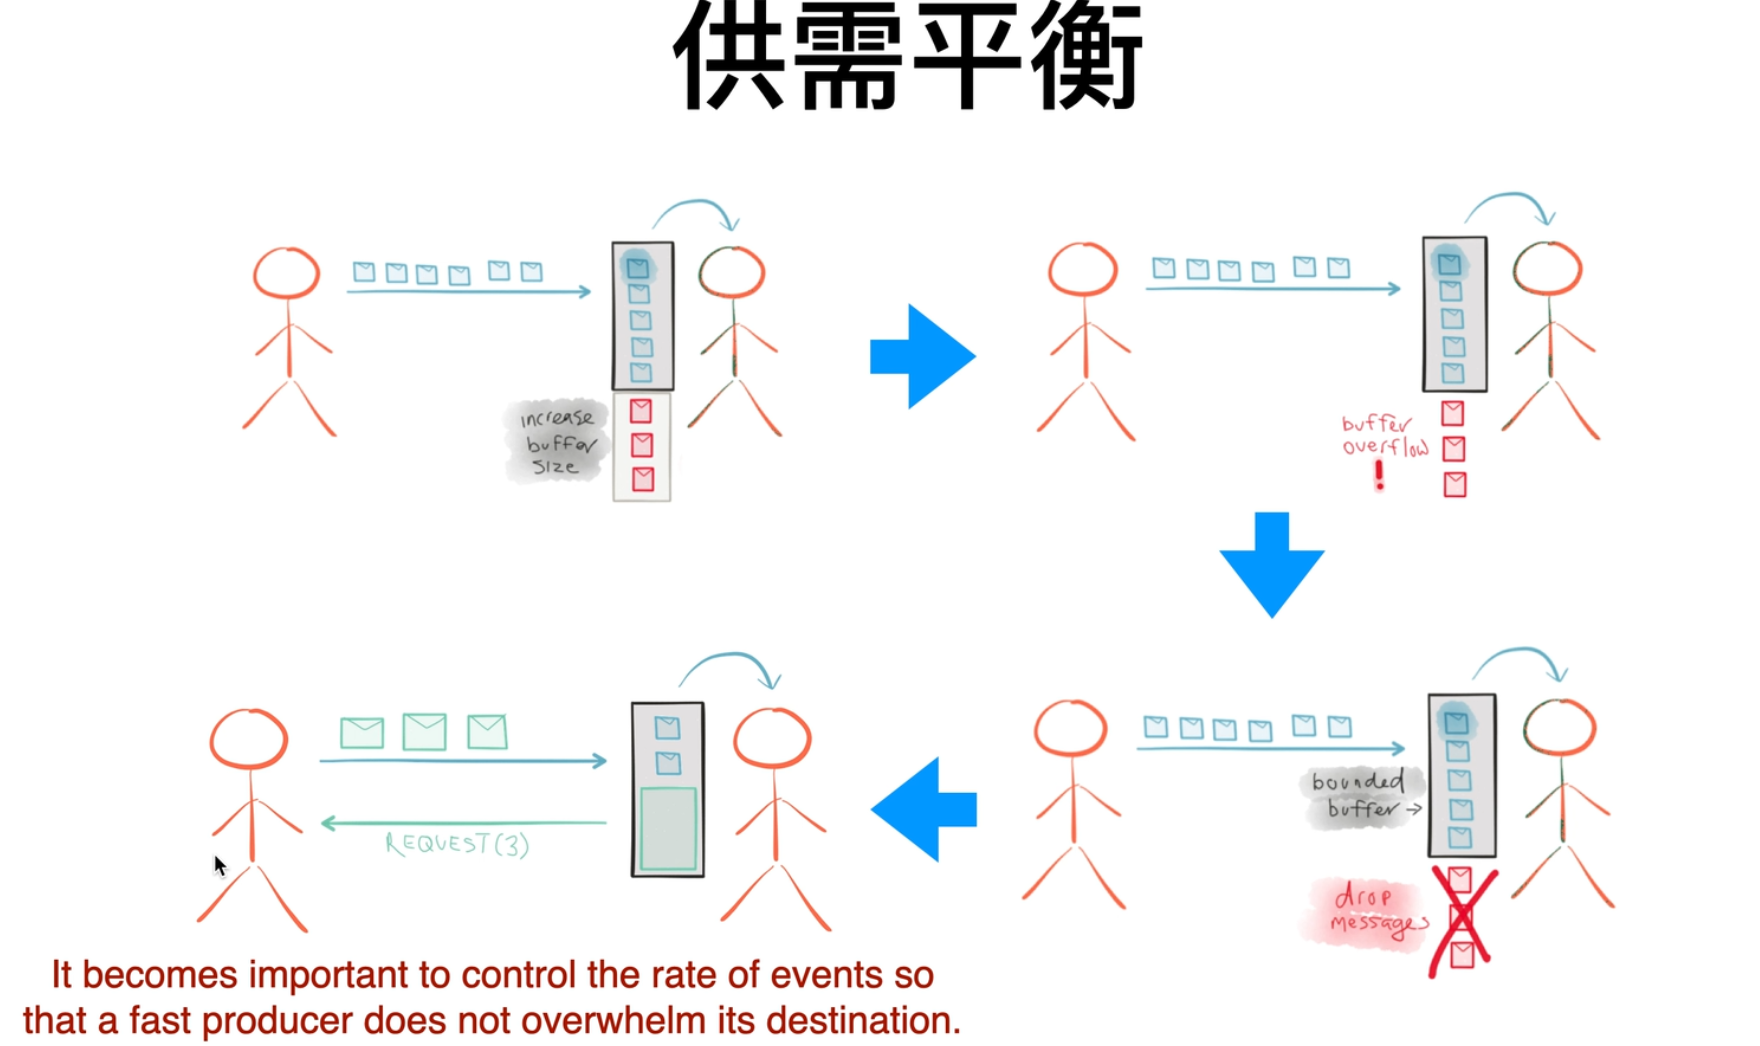 供需平衡
increase
buffer
size
buffer
overflow
!
REQUEST(3)
bounded
buffer →
drop
messages
It becomes important to control the rate of events so
that a fast producer does not overwhelm its destination.